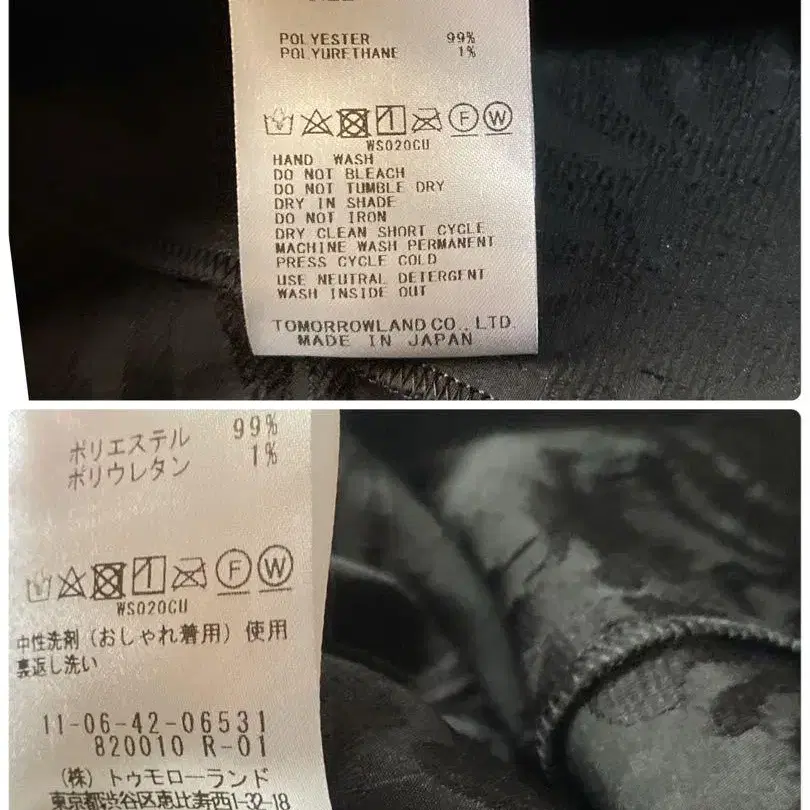 POLYESTER 99%
POLYURETHANE 1%
F W
WS020CU
HAND WASH
DO NOT BLEACH
DO NOT TUMBLE DRY
DRY IN SHADE
DO NOT IRON
DRY CLEAN SHORT CYCLE
MACHINE WASH PERMANENT
PRESS CYCLE COLD
USE NEUTRAL DETERGENT
WASH INSIDE OUT
TOMORROWLAND CO., LTD.
MADE IN JAPAN
ポリエステル 99%
ポリウレタン 1%
F W
WS020CU
中性洗剤(おしゃれ着用)使用
裏返し洗い
11-06-42-06531
820010 R-01
(株)トゥモローランド
東京都渋谷区恵比寿西1-32-18